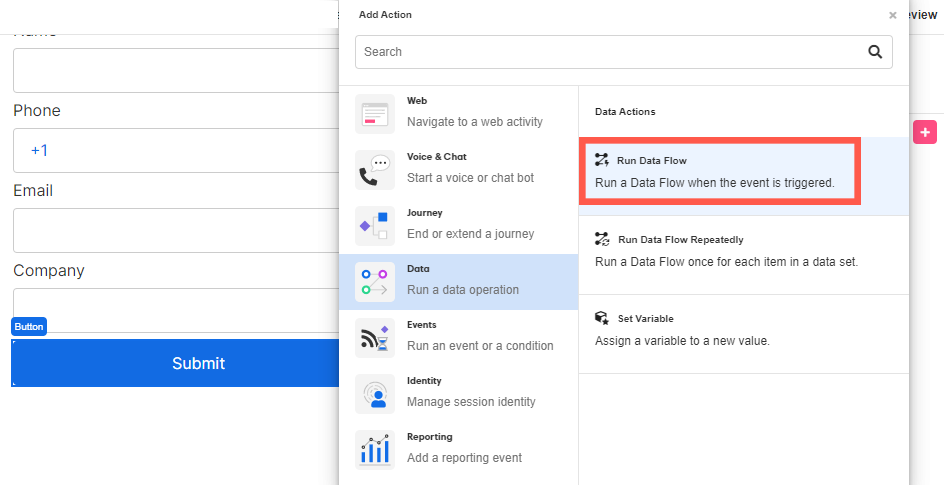 Name
Phone
+1
Email
Company
Button
Submit
Add Action
×
Search
Web
Navigate to a web activity
Voice & Chat
Start a voice or chat bot
Journey
End or extend a journey
Data
Run a data operation
Events
Run an event or a condition
Identity
Manage session identity
Reporting
Add a reporting event
Data Actions
Run Data Flow
Run a Data Flow when the event is triggered.
Run Data Flow Repeatedly
Run a Data Flow once for each item in a data set.
Set Variable
Assign a variable to a new value.
eview
+